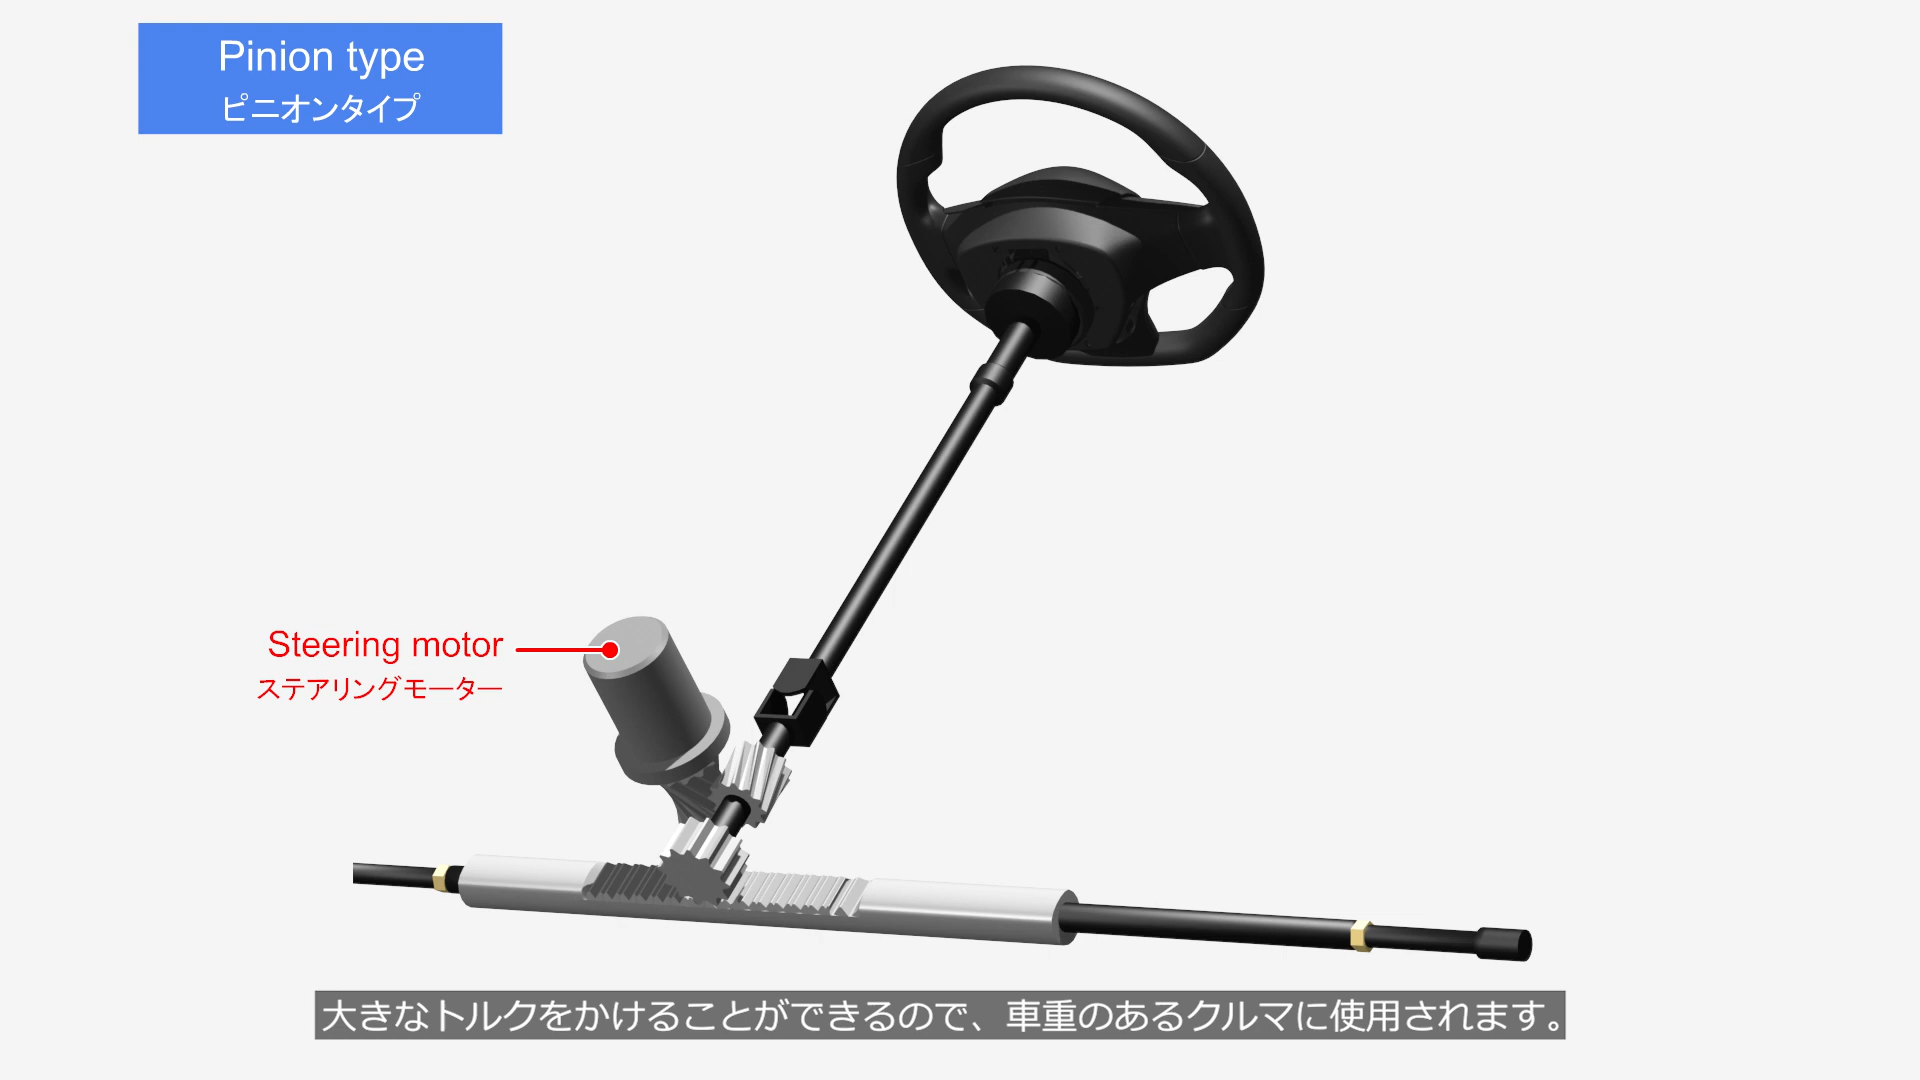 Pinion type
ピニオンタイプ
Steering motor
ステアリングモーター
大きなトルクをかけることができるので、車重のあるクルマに使用されます。